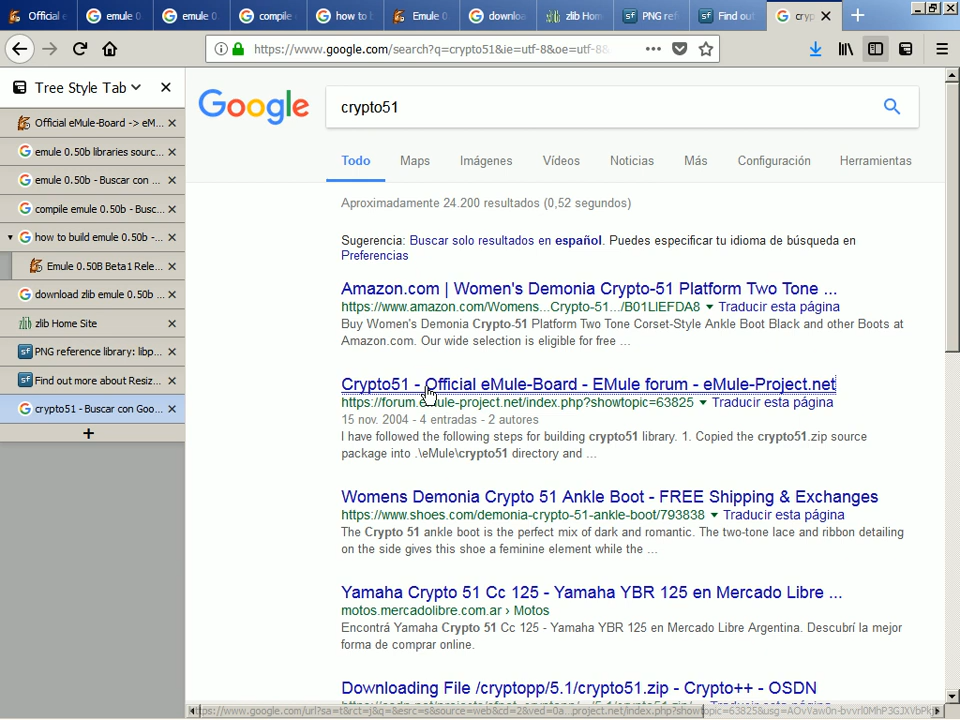 Official e
emule 0
emule 0
compile
how to b
Emule 0
downloa
zlib Hom
PNG ref
Find out
cryp
https://www.google.com/search?q=crypto51&ie=utf-8&oe=utf-8&
Tree Style Tab
Official eMule-Board -> eM...
emule 0.50b libraries sourc...
emule 0.50b - Buscar con ...
compile emule 0.50b - Busc...
how to build emule 0.50b -...
Emule 0.50B Beta1 Rele...
download zlib emule 0.50b ...
zlib Home Site
PNG reference library: libp...
Find out more about Resiz...
crypto51 - Buscar con Goo...
Google
crypto51
Todo Maps Imágenes Vídeos Noticias Más Configuración Herramientas
Aproximadamente 24.200 resultados (0,52 segundos)
Sugerencia: Buscar solo resultados en español. Puedes especificar tu idioma de búsqueda en
Preferencias
Amazon.com | Women's Demonia Crypto-51 Platform Two Tone ...
https://www.amazon.com/Womens...Crypto-51.../B01LIEFDA8 Traducir esta página
Buy Women's Demonia Crypto-51 Platform Two Tone Corset-Style Ankle Boot Black and other Boots at
Amazon.com. Our wide selection is eligible for free ...
Crypto51 - Official eMule-Board - EMule forum - eMule-Project.net
https://forum.emule-project.net/index.php?showtopic=63825 Traducir esta página
15 nov. 2004 - 4 entradas - 2 autores
I have followed the following steps for building crypto51 library. 1. Copied the crypto51.zip source
package into .\eMule\crypto51 directory and ...
Womens Demonia Crypto 51 Ankle Boot - FREE Shipping & Exchanges
https://www.shoes.com/demonia-crypto-51-ankle-boot/793838 Traducir esta página
The Crypto 51 ankle boot is the perfect mix of dark and romantic. The two-tone lace and ribbon detailing
on the side gives this shoe a feminine element while the ...
Yamaha Crypto 51 Cc 125 - Yamaha YBR 125 en Mercado Libre ...
motos.mercadolibre.com.ar › Motos
Encontrá Yamaha Crypto 51 Cc 125 - Yamaha YBR 125 en Mercado Libre Argentina. Descubrí la mejor
forma de comprar online.
Downloading File /cryptopp/5.1/crypto51.zip - Crypto++ - OSDN